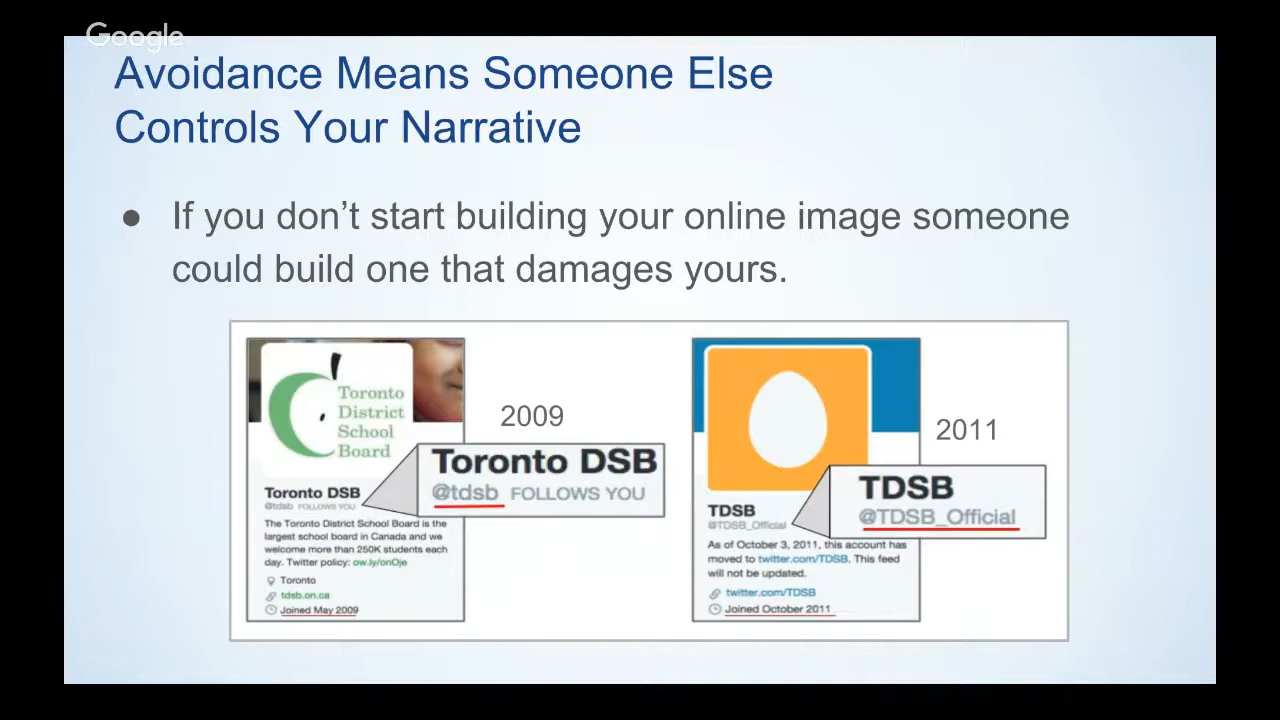 Google
Avoidance Means Someone Else
Controls Your Narrative
● If you don’t start building your online image someone
could build one that damages yours.
Toronto
District
School
Board
2009
Toronto DSB
@tdsb FOLLOWS YOU
Toronto DSB
@tdsb FOLLOWS YOU
The Toronto District School Board is the
largest school board in Canada and we
welcome more than 250K students each
day. Twitter policy: ow.ly/onOje
Toronto
tdsb.on.ca
Joined May 2009
2011
TDSB
@TDSB_Official
TDSB
@TDSB_Official
As of October 3, 2011, this account has
moved to twitter.com/TDSB. This feed
will not be updated.
twitter.com/TDSB
Joined October 2011